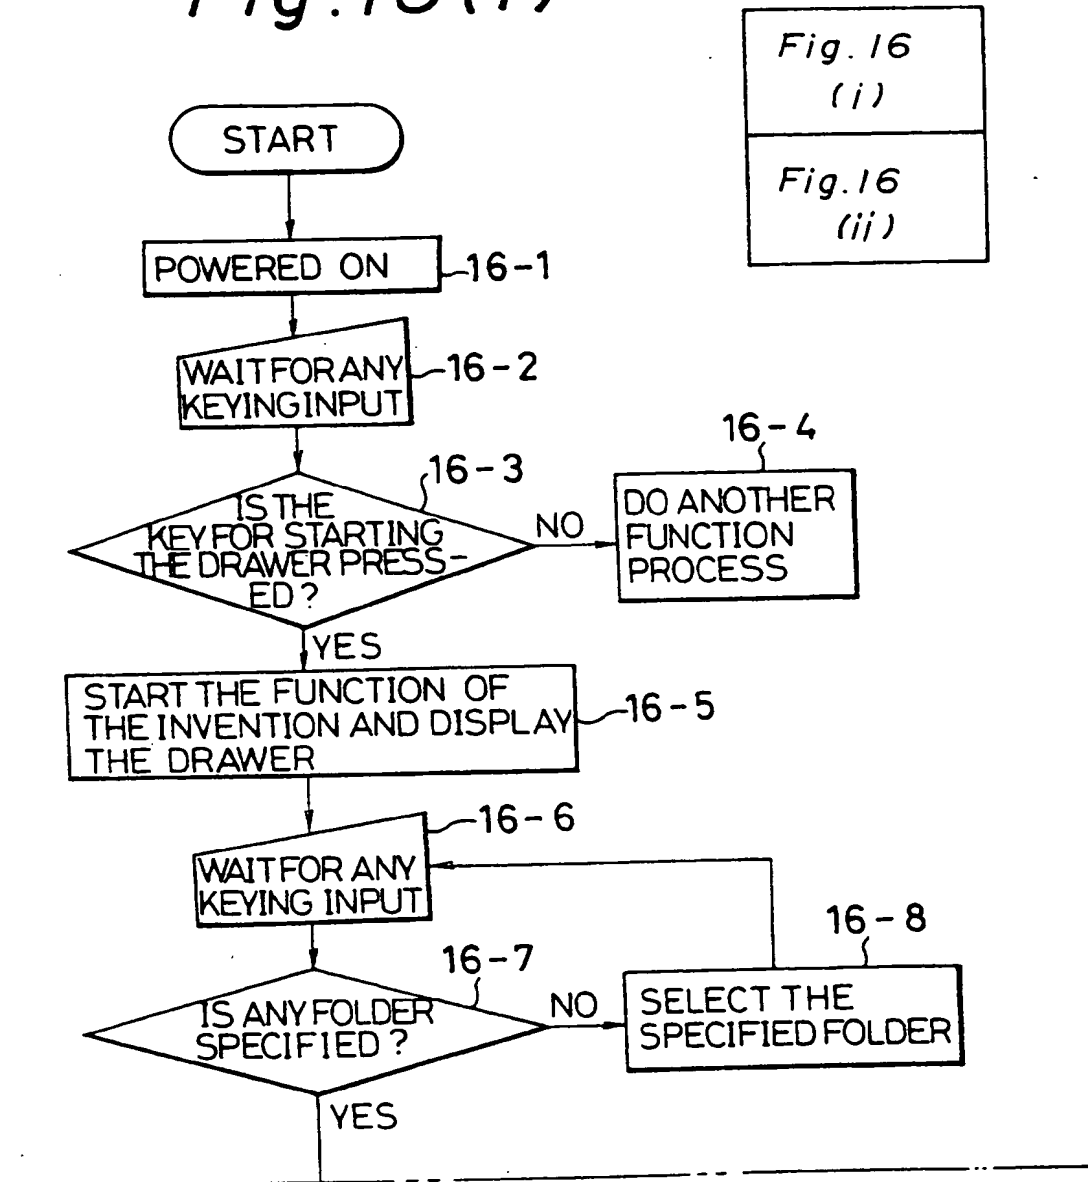 Fig. 16 (i)
Fig. 16
(i)
Fig. 16
(ii)
START
POWERED ON
16-1
WAIT FOR ANY
KEYING INPUT
16-2
IS THE
KEY FOR STARTING
THE DRAWER PRESS-
ED?
16-3
NO
16-4
DO ANOTHER
FUNCTION
PROCESS
YES
START THE FUNCTION OF
THE INVENTION AND DISPLAY
THE DRAWER
16-5
WAIT FOR ANY
KEYING INPUT
16-6
IS ANY FOLDER
SPECIFIED?
16-7
NO
16-8
SELECT THE
SPECIFIED FOLDER
YES